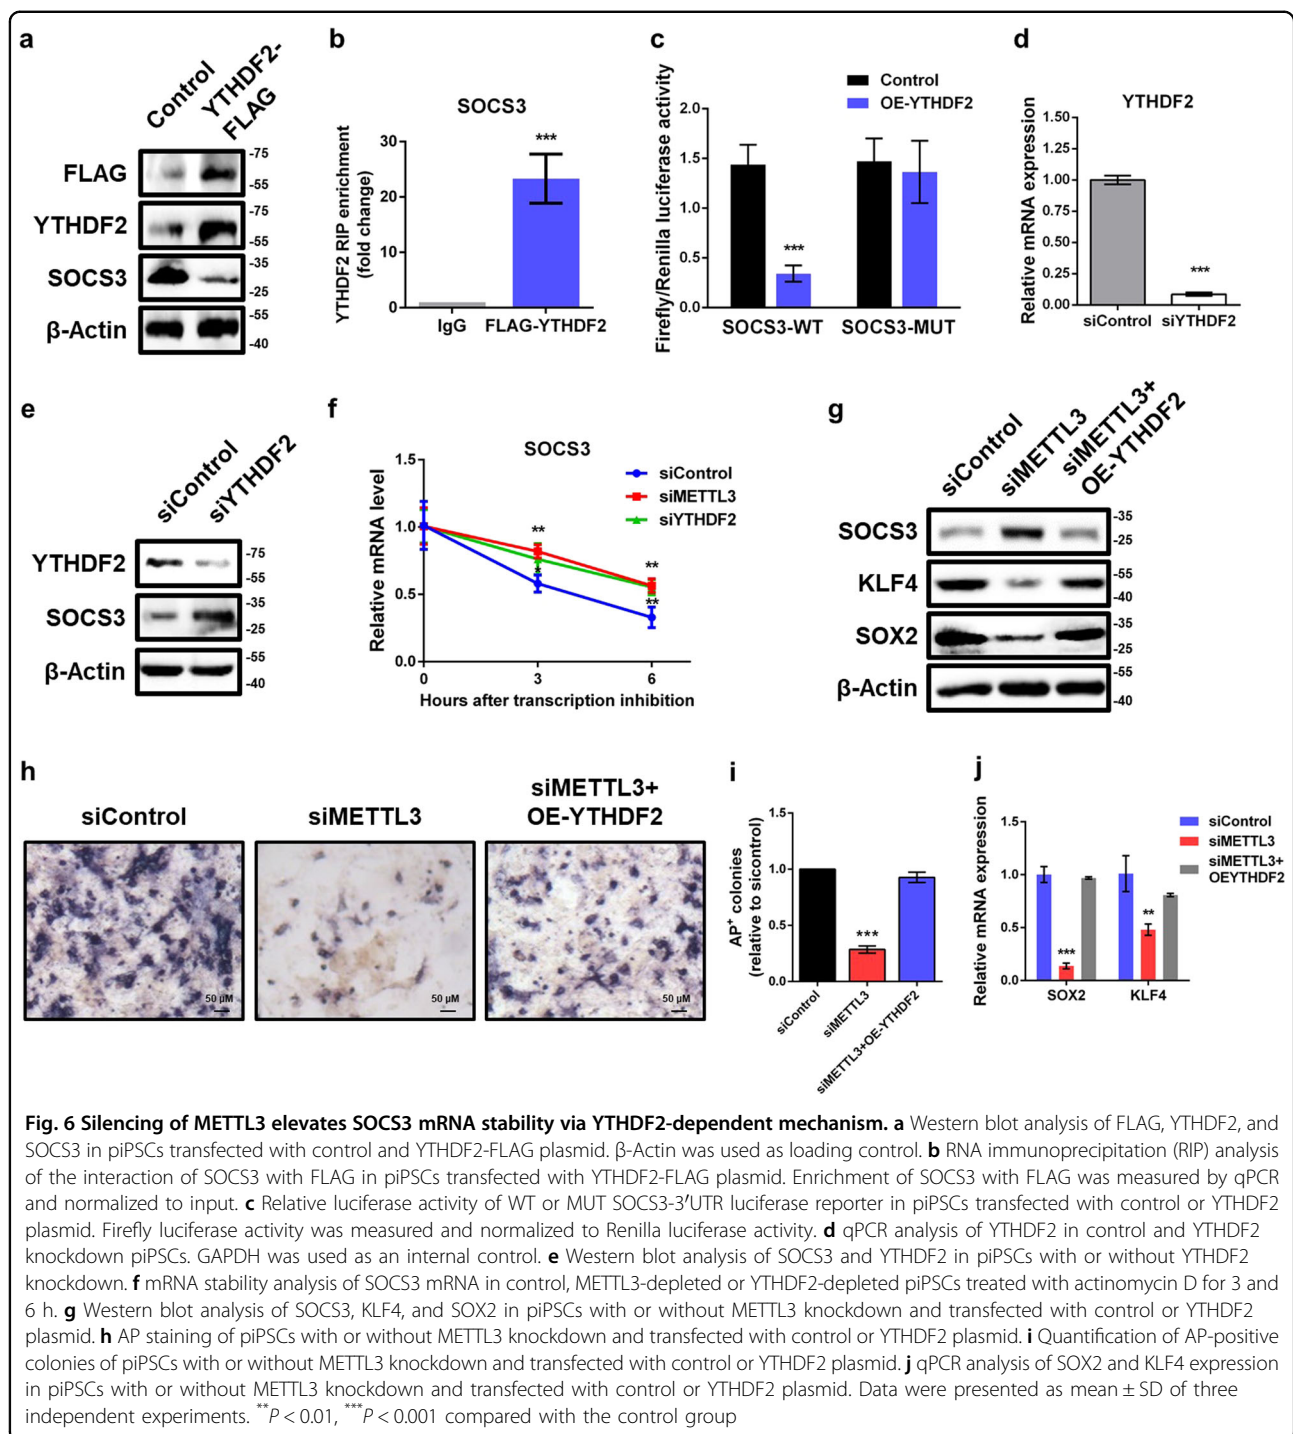 a
Control
YTHDF2-
FLAG
FLAG
YTHDF2
SOCS3
β-Actin
-75
-55
-75
-55
-35
-25
-55
-40
b
SOCS3
YTHDF2 RIP enrichment
(fold change)
30
20
10
0
***
IgG
FLAG-YTHDF2
c
Control
OE-YTHDF2
Firefly/Renilla luciferase activity
2.0
1.5
1.0
0.5
0.0
***
SOCS3-WT
SOCS3-MUT
d
YTHDF2
Relative mRNA expression
1.50
1.25
1.00
0.75
0.50
0.25
0.00
***
siControl
siYTHDF2
e
siControl
siYTHDF2
YTHDF2
SOCS3
β-Actin
-75
-55
-35
-25
-55
-40
f
SOCS3
Relative mRNA level
1.5
1.0
0.5
0.0
siControl
siMETTL3
siYTHDF2
**
*
**
**
0
3
6
Hours after transcription inhibition
g
siControl
siMETTL3
siMETTL3+
OE-YTHDF2
SOCS3
KLF4
SOX2
β-Actin
-35
-25
-55
-40
-35
-25
-55
-40
h
siControl
siMETTL3
siMETTL3+
OE-YTHDF2
50 μM
50 μM
50 μM
i
AP⁺ colonies
(relative to sicontrol)
1.5
1.0
0.5
0.0
***
siControl
siMETTL3
siMETTL3+OE-YTHDF2
j
Relative mRNA expression
1.5
1.0
0.5
0.0
***
**
SOX2
KLF4
siControl
siMETTL3
siMETTL3+
OEYTHDF2
Fig. 6 Silencing of METTL3 elevates SOCS3 mRNA stability via YTHDF2-dependent mechanism. a Western blot analysis of FLAG, YTHDF2, and
SOCS3 in piPSCs transfected with control and YTHDF2-FLAG plasmid. β-Actin was used as loading control. b RNA immunoprecipitation (RIP) analysis
of the interaction of SOCS3 with FLAG in piPSCs transfected with YTHDF2-FLAG plasmid. Enrichment of SOCS3 with FLAG was measured by qPCR
and normalized to input. c Relative luciferase activity of WT or MUT SOCS3-3′UTR luciferase reporter in piPSCs transfected with control or YTHDF2
plasmid. Firefly luciferase activity was measured and normalized to Renilla luciferase activity. d qPCR analysis of YTHDF2 in control and YTHDF2
knockdown piPSCs. GAPDH was used as an internal control. e Western blot analysis of SOCS3 and YTHDF2 in piPSCs with or without YTHDF2
knockdown. f mRNA stability analysis of SOCS3 mRNA in control, METTL3-depleted or YTHDF2-depleted piPSCs treated with actinomycin D for 3 and
6 h. g Western blot analysis of SOCS3, KLF4, and SOX2 in piPSCs with or without METTL3 knockdown and transfected with control or YTHDF2
plasmid. h AP staining of piPSCs with or without METTL3 knockdown and transfected with control or YTHDF2 plasmid. i Quantification of AP-positive
colonies of piPSCs with or without METTL3 knockdown and transfected with control or YTHDF2 plasmid. j qPCR analysis of SOX2 and KLF4 expression
in piPSCs with or without METTL3 knockdown and transfected with control or YTHDF2 plasmid. Data were presented as mean ± SD of three
independent experiments. **P < 0.01, ***P < 0.001 compared with the control group